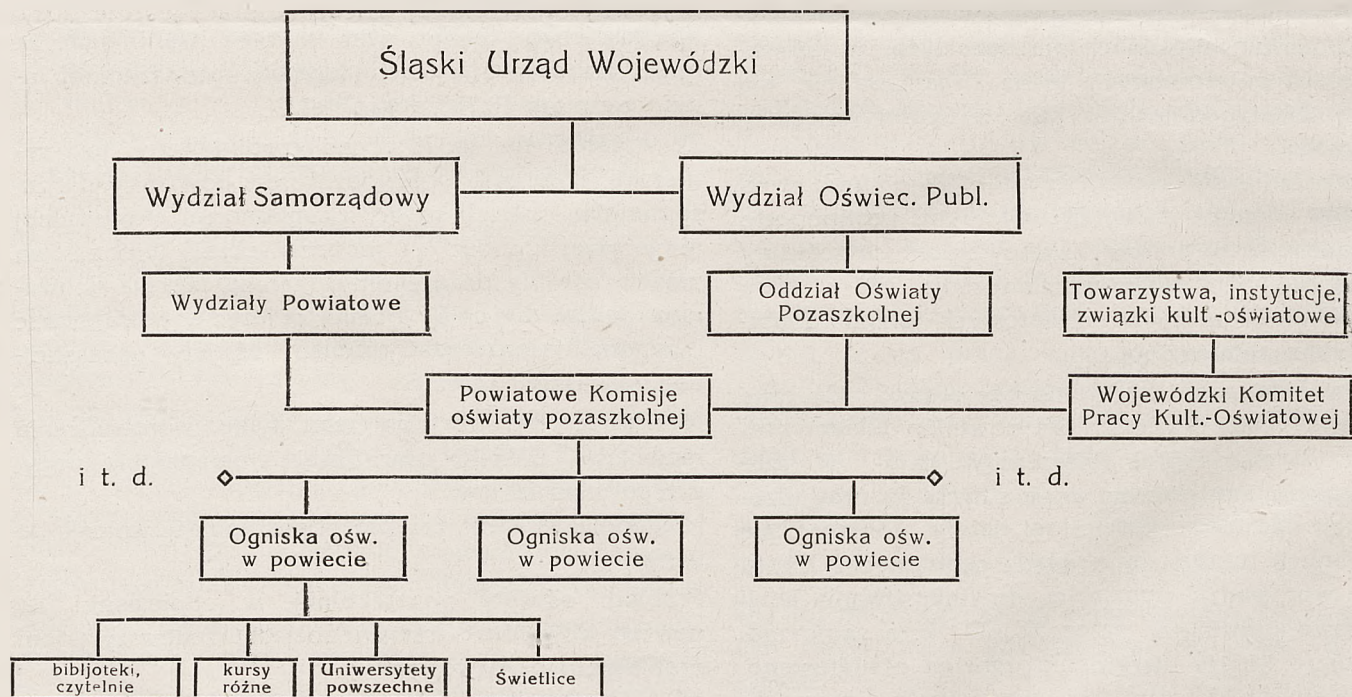 Śląski Urząd Wojewódzki
Wydział Samorządowy
Wydział Oświec. Publ.
Wydziały Powiatowe
Oddział Oświaty
Pozaszkolnej
Towarzystwa, instytucje,
związki kult.-oświatowe
Powiatowe Komisje
oświaty pozaszkolnej
Wojewódzki Komitet
Pracy Kult.-Oświatowej
i t. d.
i t. d.
Ogniska ośw.
w powiecie
Ogniska ośw.
w powiecie
Ogniska ośw.
w powiecie
bibljoteki,
czytelnie
kursy
różne
Uniwersytety
powszechne
Świetlice